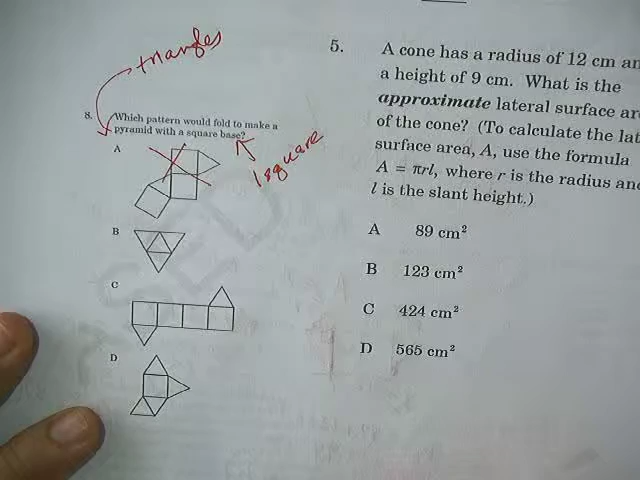 triangles
8. Which pattern would fold to make a
pyramid with a square base?
1 square
A
B
C
D
5. A cone has a radius of 12 cm an
a height of 9 cm. What is the
approximate lateral surface ar
of the cone? (To calculate the lat
surface area, A, use the formula
A = πrl, where r is the radius and
l is the slant height.)
A 89 cm²
B 123 cm²
C 424 cm²
D 565 cm²